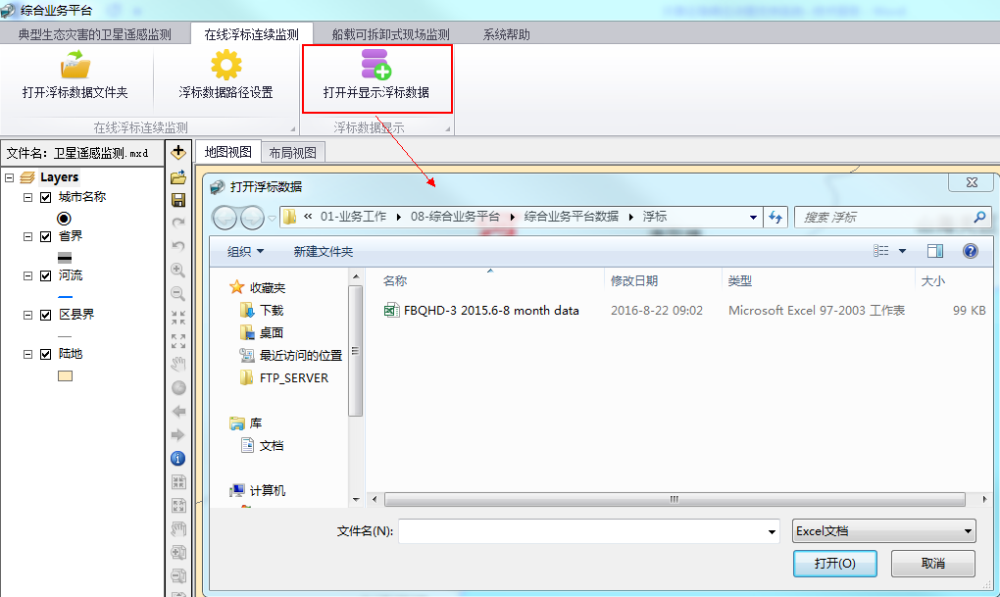 综合业务平台
典型生态灾害的卫星遥感监测 在线浮标连续监测 船载可拆卸式现场监测 系统帮助
打开浮标数据文件夹 浮标数据路径设置 打开并显示浮标数据
在线浮标连续监测 浮标数据显示
文件名: 卫星遥感监测.mxd 地图视图 布局视图
Layers
城市名称
省界
河流
区县界
陆地
打开浮标数据
« 01-业务工作 08-综合业务平台 综合业务平台数据 浮标 搜索 浮标
组织 新建文件夹
名称 修改日期 类型 大小
FBQHD-3 2015.6-8 month data 2016-8-22 09:02 Microsoft Excel 97-2003 工作表 99 KB
收藏夹
下载
桌面
最近访问的位置
FTP_SERVER
库
文档
计算机
文件名(N): Excel文档
打开(O) 取消